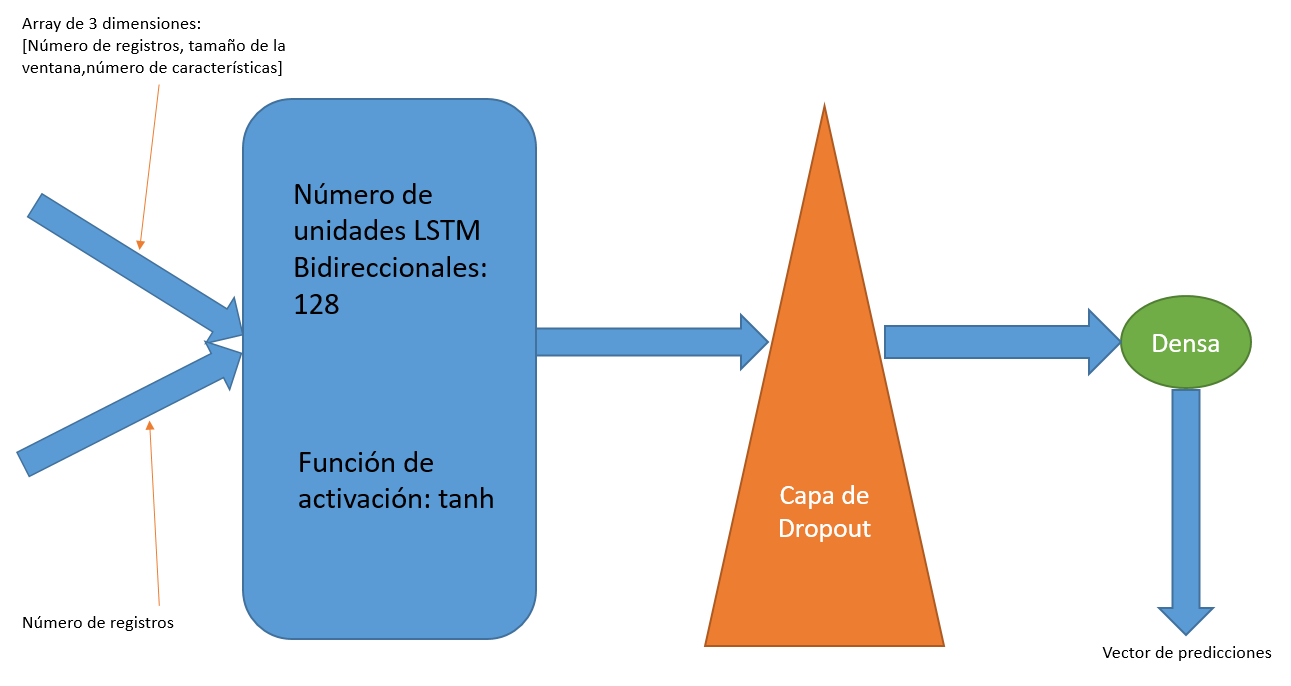 Array de 3 dimensiones:
[Número de registros, tamaño de la
ventana,número de características]
Número de
unidades LSTM
Bidireccionales:
128
Función de
activación: tanh
Número de registros
Capa de
Dropout
Densa
Vector de predicciones